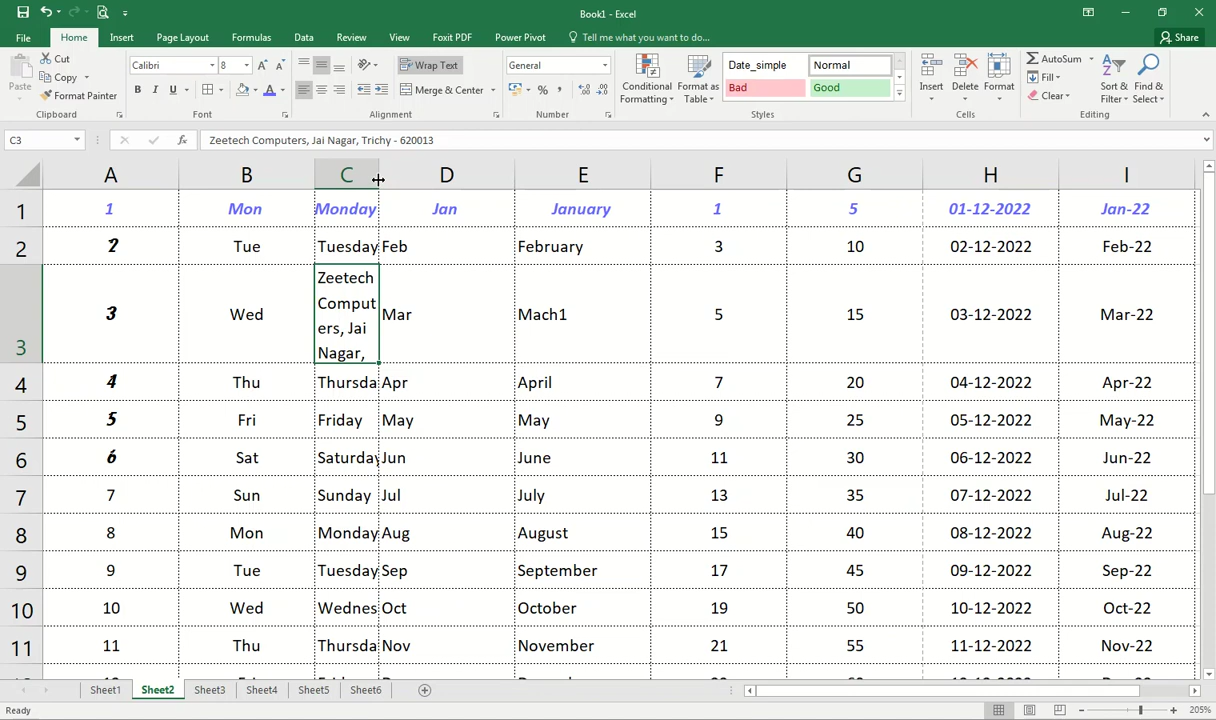 Book1 - Excel
File Home Insert Page Layout Formulas Data Review View Foxit PDF Power Pivot Tell me what you want to do... Share
Paste
Cut
Copy
Format Painter
Clipboard
Calibri 8
B I U
Font
Wrap Text
Merge & Center
Alignment
General
%
Number
Conditional Formatting
Format as Table
Date_simple Normal
Bad Good
Styles
Insert Delete Format
Cells
AutoSum
Fill
Clear
Sort & Filter
Find & Select
Editing
C3 fx Zeetech Computers, Jai Nagar, Trichy - 620013
A B C D E F G H I
1 1 Mon Monday Jan January 1 5 01-12-2022 Jan-22
2 2 Tue Tuesday Feb February 3 10 02-12-2022 Feb-22
Zeetech
Comput
3 3 Wed ers, Jai Mar Mach1 5 15 03-12-2022 Mar-22
Nagar,
4 4 Thu Thursda Apr April 7 20 04-12-2022 Apr-22
5 5 Fri Friday May May 9 25 05-12-2022 May-22
6 6 Sat Saturday Jun June 11 30 06-12-2022 Jun-22
7 7 Sun Sunday Jul July 13 35 07-12-2022 Jul-22
8 8 Mon Monday Aug August 15 40 08-12-2022 Aug-22
9 9 Tue Tuesday Sep September 17 45 09-12-2022 Sep-22
10 10 Wed Wednes Oct October 19 50 10-12-2022 Oct-22
11 11 Thu Thursda Nov November 21 55 11-12-2022 Nov-22
Sheet1 Sheet2 Sheet3 Sheet4 Sheet5 Sheet6
Ready 205%